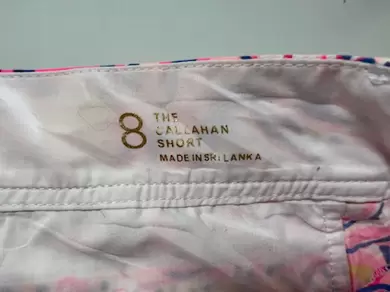 8
THE
CALLAHAN
SHORT
MADE IN SRI LANKA